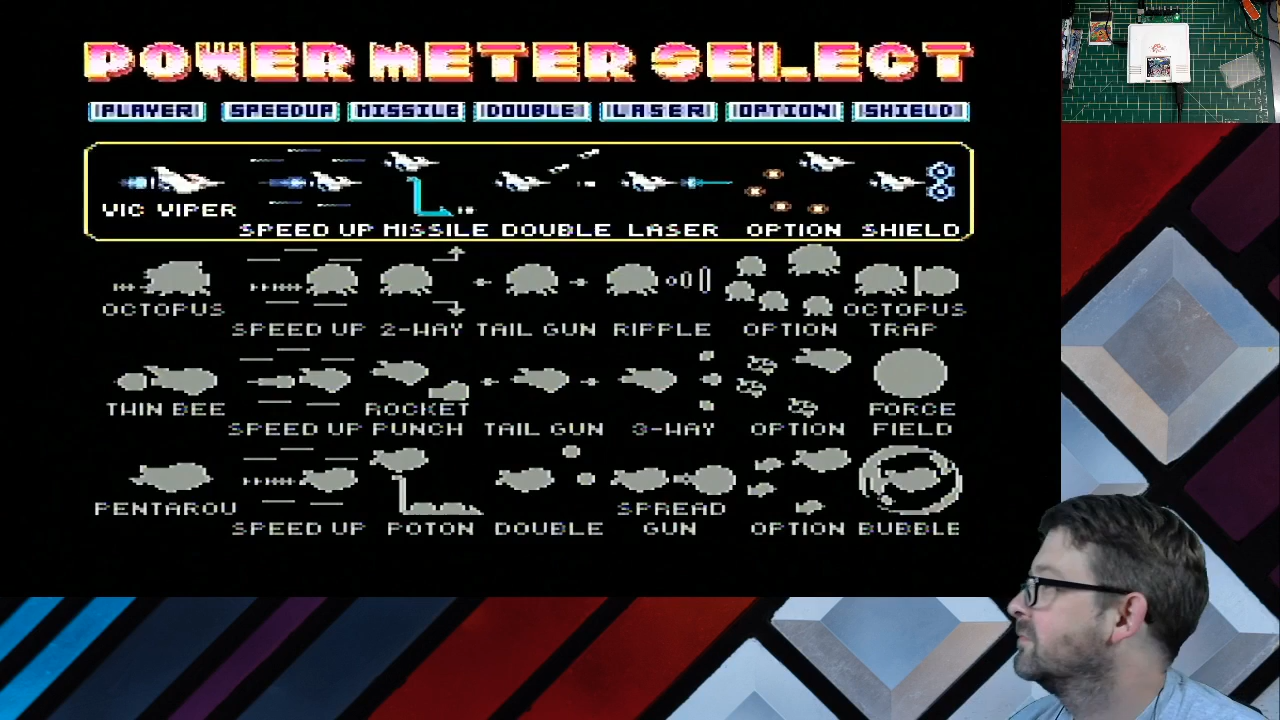 POWER METER SELECT
PLAYER SPEEDUP MISSILE DOUBLE LASER OPTION SHIELD
VIC VIPER
SPEED UP MISSILE DOUBLE LASER OPTION SHIELD
OCTOPUS OCTOPUS
SPEED UP 2-WAY TAIL GUN RIPPLE OPTION TRAP
TWIN BEE ROCKET FORCE
SPEED UP PUNCH TAIL GUN 3-WAY OPTION FIELD
PENTAROU SPREAD
SPEED UP POTON DOUBLE GUN OPTION BUBBLE